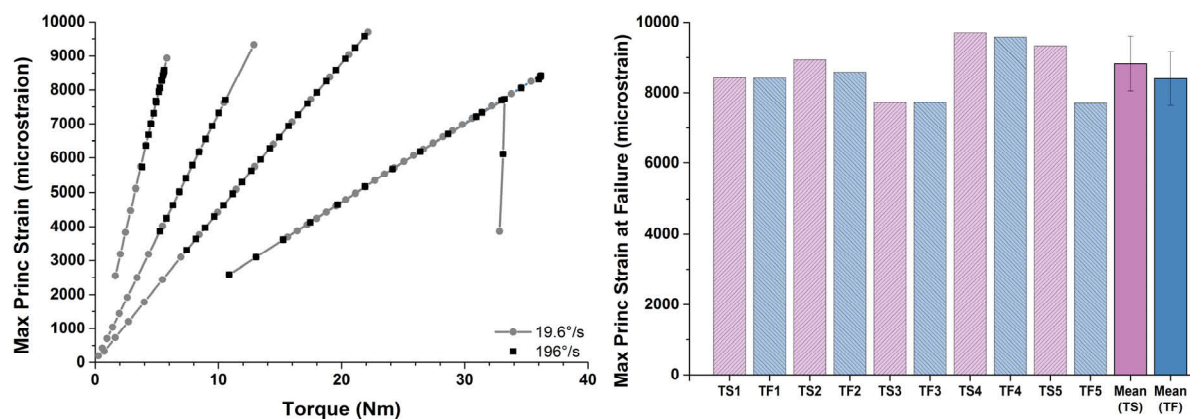 Max Princ Strain (microstraion)
10000
9000
8000
7000
6000
5000
4000
3000
2000
1000
0
0 10 20 30 40
Torque (Nm)
19.6°/s
196°/s
Max Princ Strain at Failure (microstrain)
10000
8000
6000
4000
2000
0
TS1 TF1 TS2 TF2 TS3 TF3 TS4 TF4 TS5 TF5 Mean (TS) Mean (TF)